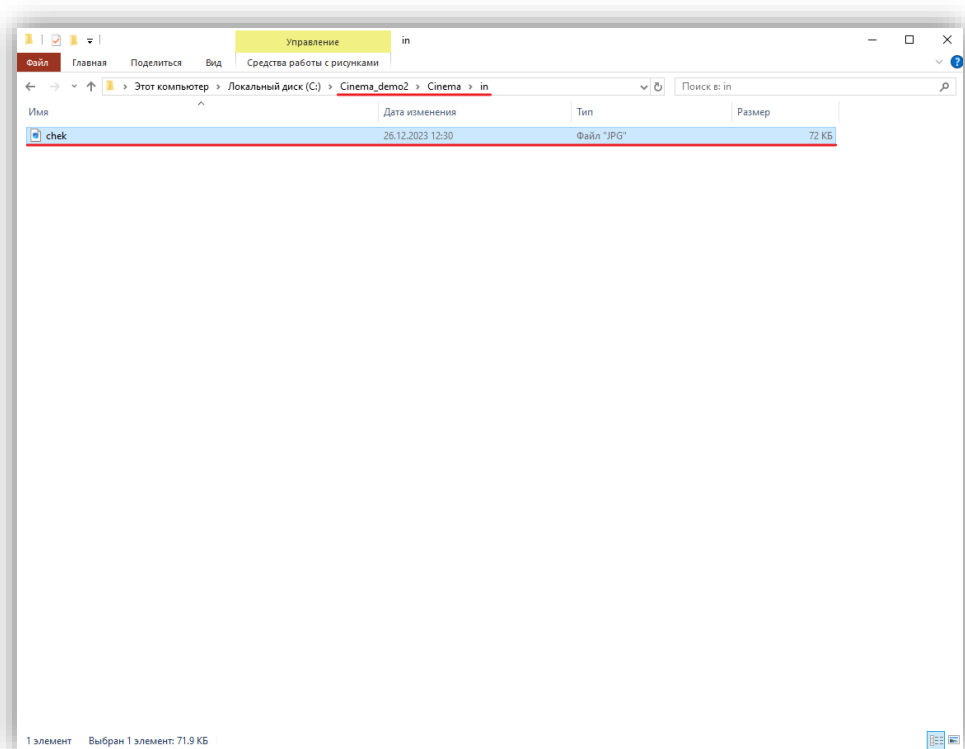 Управление in
Файл Главная Поделиться Вид Средства работы с рисунками
Этот компьютер > Локальный диск (C:) > Cinema_demo2 > Cinema > in Поиск в: in
Имя Дата изменения Тип Размер
chek 26.12.2023 12:30 Файл "JPG" 72 КБ
1 элемент Выбран 1 элемент: 71.9 КБ